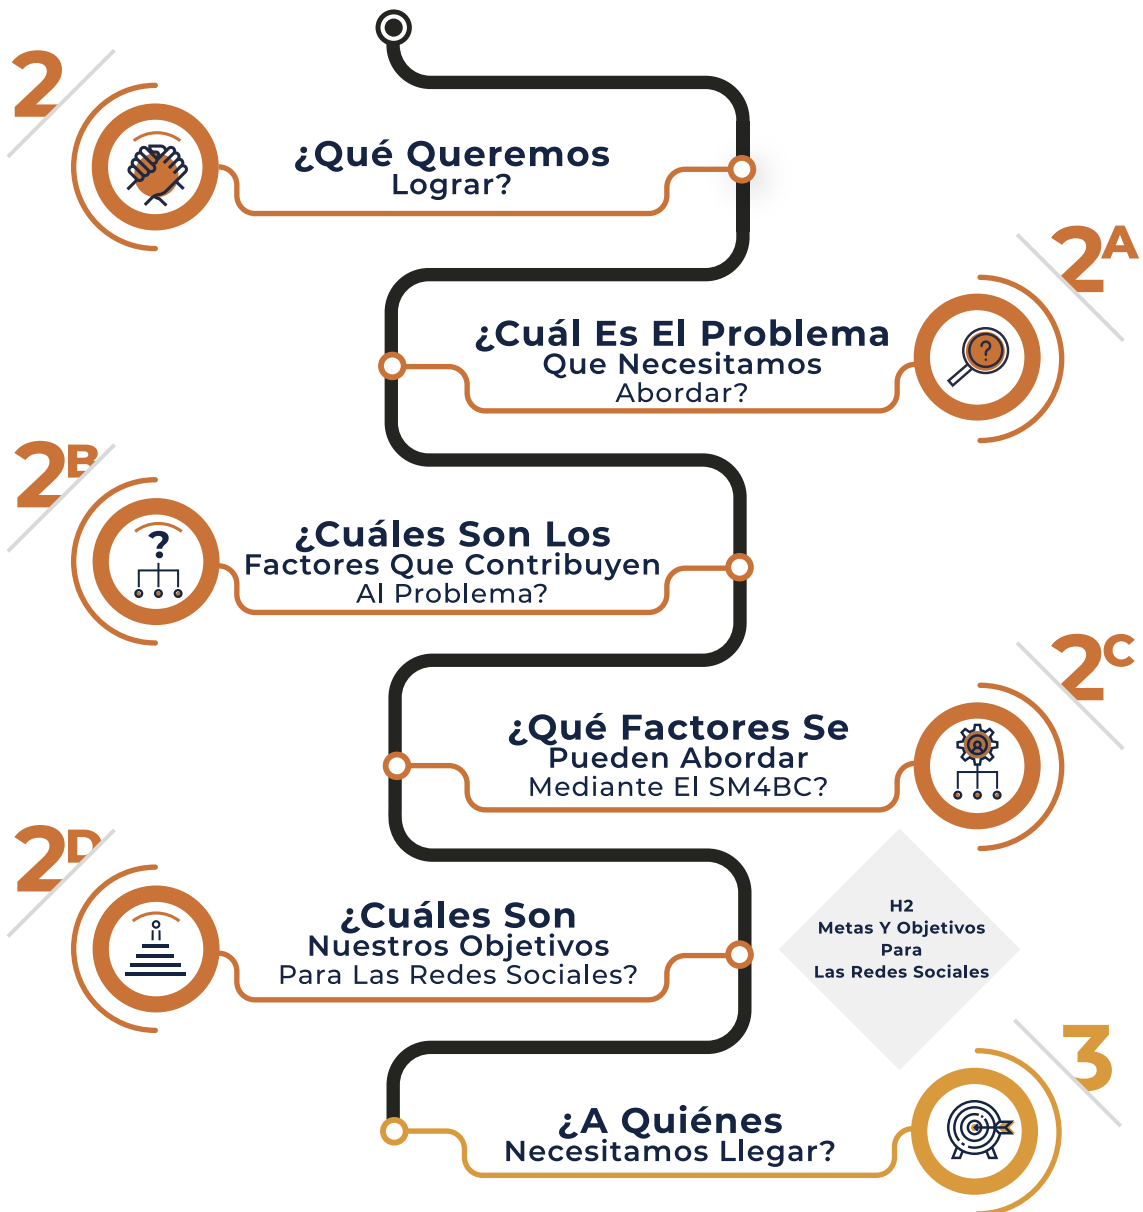 2
¿Qué Queremos
Lograr?
2A
¿Cuál Es El Problema
Que Necesitamos
Abordar?
?
2B
¿Cuáles Son Los
Factores Que Contribuyen
Al Problema?
?
2C
¿Qué Factores Se
Pueden Abordar
Mediante El SM4BC?
2D
¿Cuáles Son
Nuestros Objetivos
Para Las Redes Sociales?
H2
Metas Y Objetivos
Para
Las Redes Sociales
3
¿A Quiénes
Necesitamos Llegar?